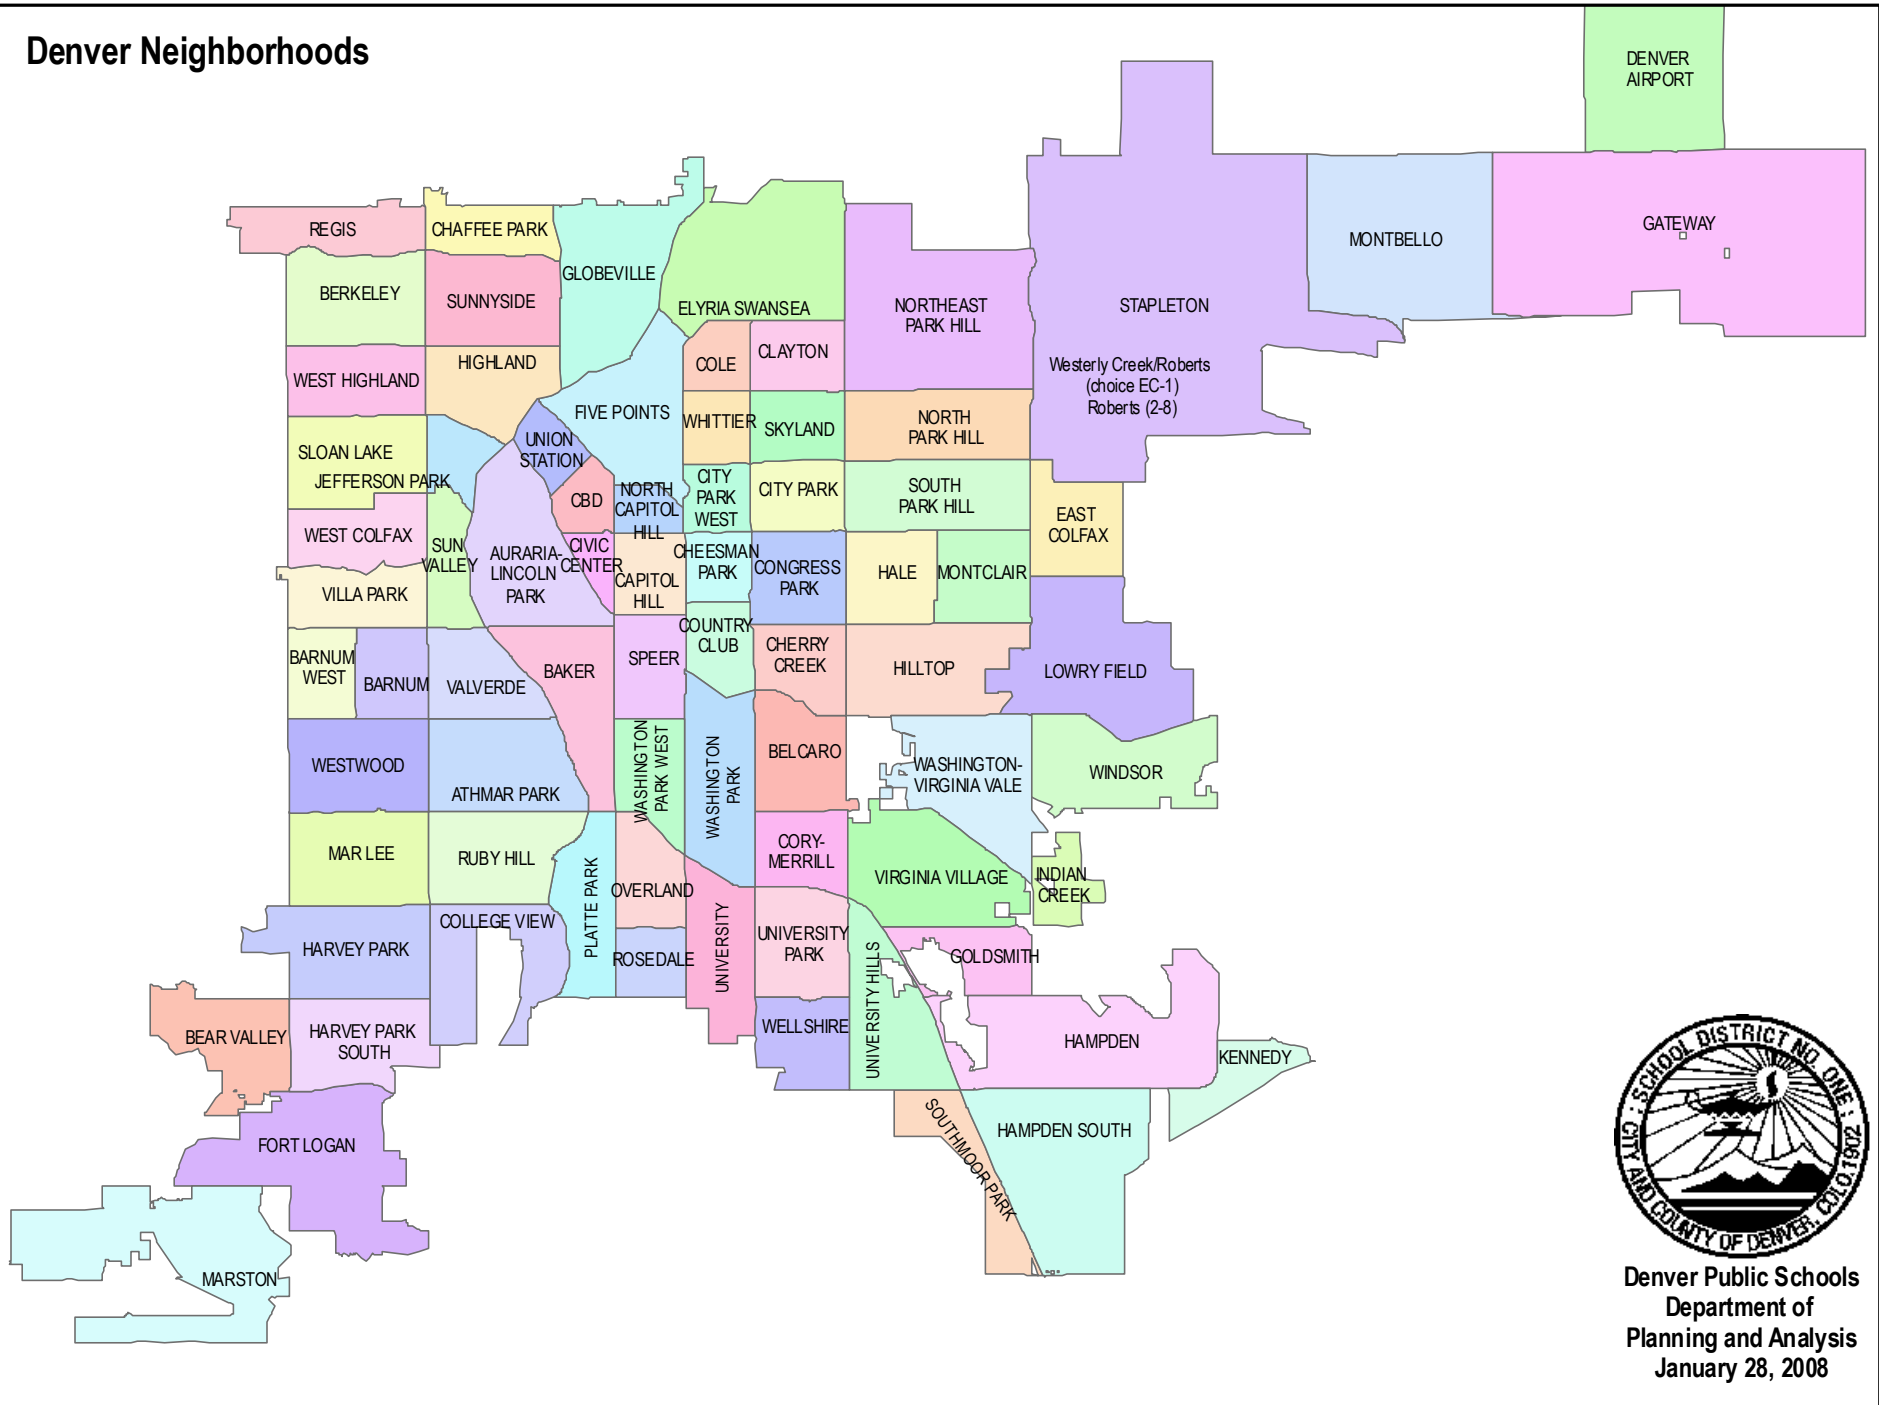 Denver Neighborhoods
DENVER
AIRPORT
REGIS
CHAFFEE PARK
GLOBEVILLE
GATEWAY
MONTBELLO
BERKELEY
SUNNYSIDE
ELYRIA SWANSEA
NORTHEAST
PARK HILL
STAPLETON
WEST HIGHLAND
HIGHLAND
COLE
CLAYTON
Westerly Creek/Roberts
(choice EC-1)
Roberts (2-8)
FIVE POINTS
WHITTIER
SKYLAND
NORTH
PARK HILL
SLOAN LAKE
JEFFERSON PARK
UNION
STATION
CBD
NORTH
CAPITOL
HILL
CITY
PARK
WEST
CITY PARK
SOUTH
PARK HILL
EAST
COLFAX
WEST COLFAX
SUN
VALLEY
AURARIA-
LINCOLN
PARK
CIVIC
CENTER
CAPITOL
HILL
CHEESMAN
PARK
CONGRESS
PARK
HALE
MONTCLAIR
VILLA PARK
BARNUM
WEST
BARNUM
VALVERDE
BAKER
SPEER
COUNTRY
CLUB
CHERRY
CREEK
HILLTOP
LOWRY FIELD
WESTWOOD
ATHMAR PARK
WASHINGTON
PARK WEST
WASHINGTON
PARK
BELCARO
WASHINGTON-
VIRGINIA VALE
WINDSOR
MAR LEE
RUBY HILL
PLATTE PARK
OVERLAND
CORY-
MERRILL
VIRGINIA VILLAGE
INDIAN
CREEK
HARVEY PARK
COLLEGE VIEW
ROSEDALE
UNIVERSITY
UNIVERSITY
PARK
UNIVERSITY HILLS
GOLDSMITH
BEAR VALLEY
HARVEY PARK
SOUTH
WELLSHIRE
HAMPDEN
KENNEDY
FORT LOGAN
SOUTHMOOR PARK
HAMPDEN SOUTH
MARSTON
: SCHOOL DISTRICT NO. ONE :
CITY AND COUNTY OF DENVER, COLO. 1902
Denver Public Schools
Department of
Planning and Analysis
January 28, 2008